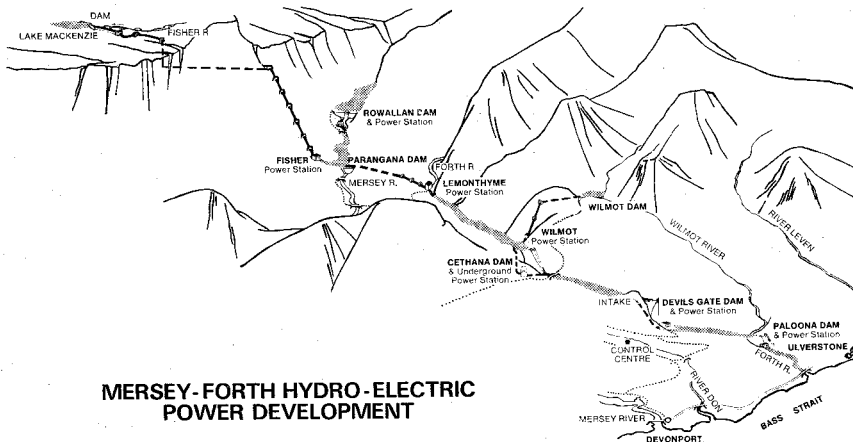 DAM
LAKE MACKENZIE
FISHER R
ROWALLAN DAM
& Power Station
FISHER
Power Station
PARANGANA DAM
MERSEY R.
FORTH R
LEMONTHYME
Power Station
WILMOT DAM
WILMOT
Power Station
WILMOT RIVER
RIVER LEVEN
CETHANA DAM
& Underground
Power Station
INTAKE
DEVILS GATE DAM
& Power Station
PALOONA DAM
& Power Station
ULVERSTONE
FORTH R.
CONTROL
CENTRE
RIVER DON
MERSEY RIVER
BASS STRAIT
DEVONPORT
MERSEY-FORTH HYDRO-ELECTRIC
POWER DEVELOPMENT